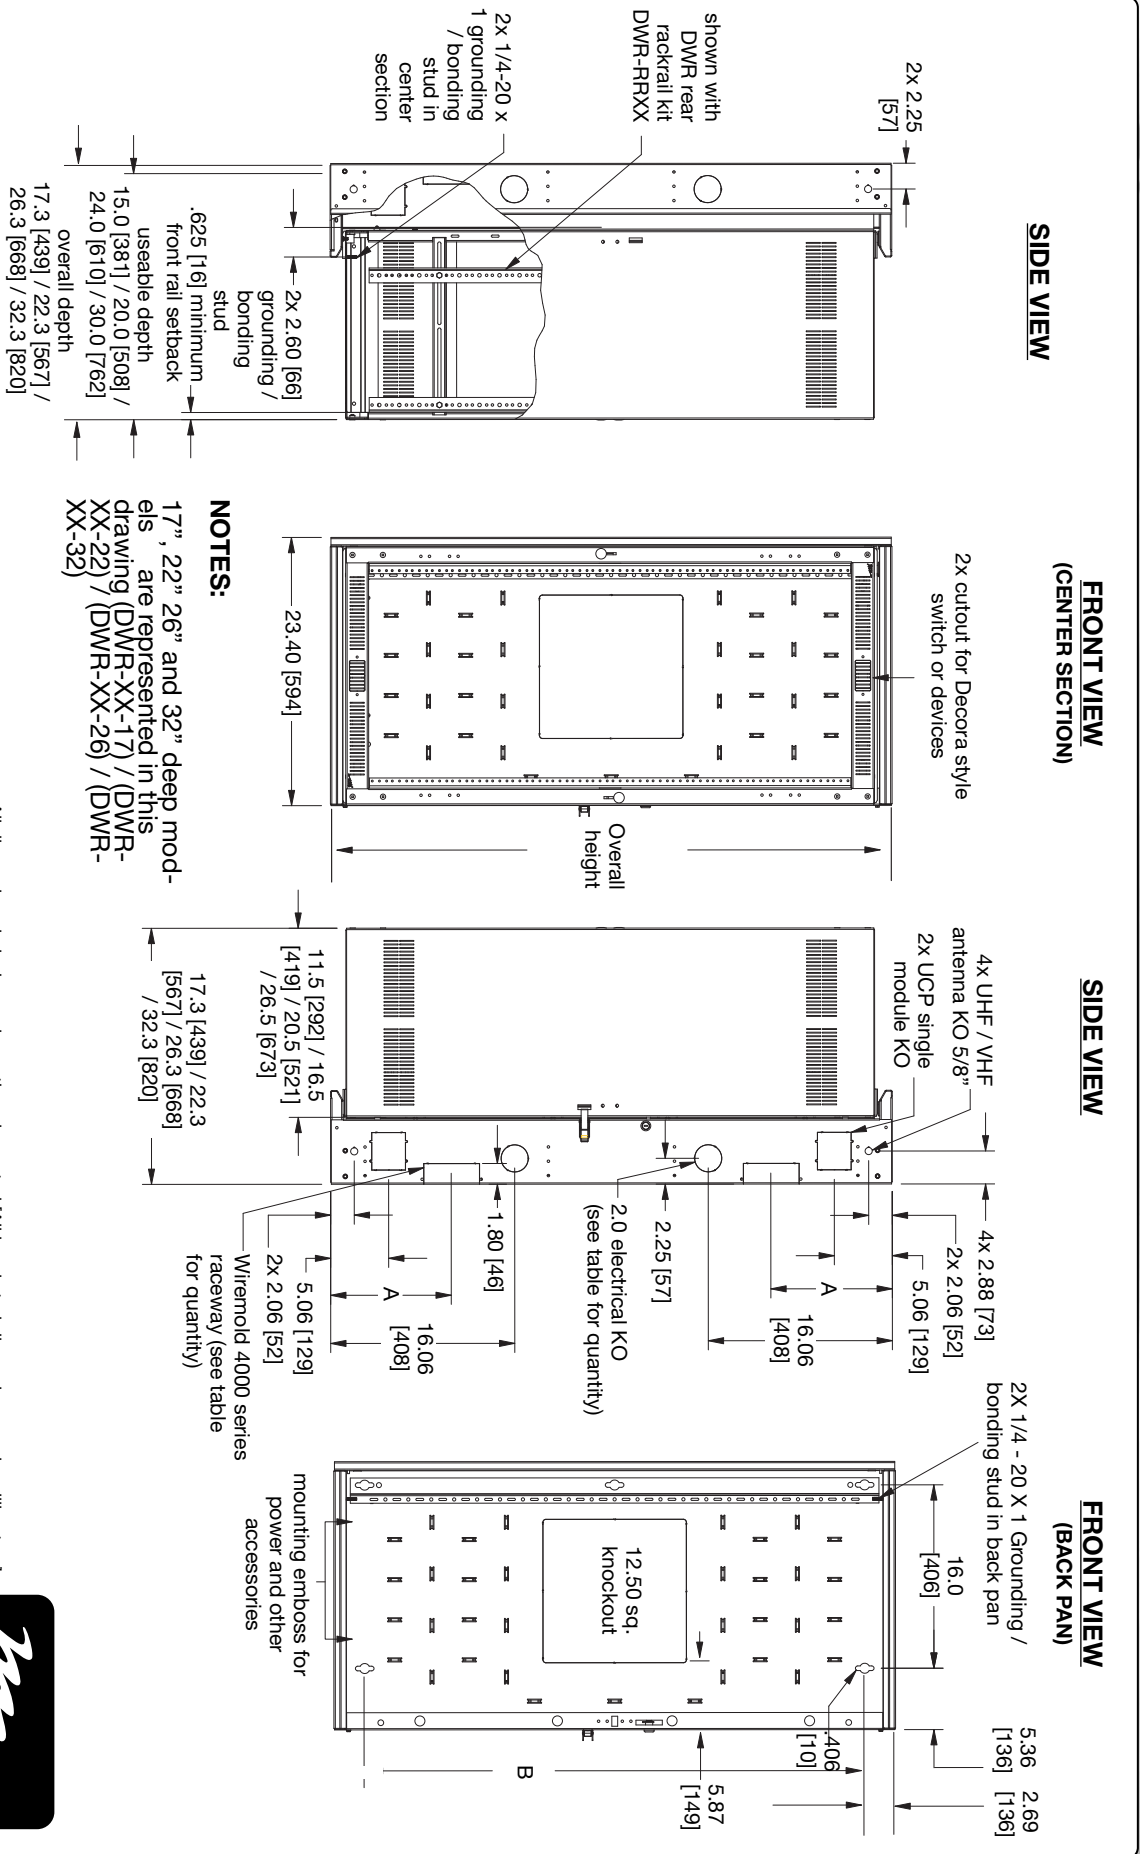 SIDE VIEW
2x 2.25
[57]
shown with
DWR rear
rackrail kit
DWR-RRXX
2x 1/4-20 x
1 grounding
/ bonding
stud in
center
section
2x 2.60 [66]
grounding /
bonding
stud
.625 [16] minimum
front rail setback
useable depth
15.0 [381] / 20.0 [508] /
24.0 [610] / 30.0 [762]
overall depth
17.3 [439] / 22.3 [567] /
26.3 [668] / 32.3 [820]
FRONT VIEW
(CENTER SECTION)
2x cutout for Decora style
switch or devices
23.40 [594]
Overall
height
NOTES:
17” , 22” 26” and 32” deep mod-
els , are represented in this
drawing (DWR-XX-17) / (DWR-
XX-22) / (DWR-XX-26) / (DWR-
XX-32)
SIDE VIEW
4x UHF / VHF
antenna KO 5/8”
2x UCP single
module KO
11.5 [292] / 16.5
[419] / 20.5 [521]
/ 26.5 [673]
17.3 [439] / 22.3
[567] / 26.3 [668]
/ 32.3 [820]
4x 2.88 [73]
2x 2.06 [52]
5.06 [129]
A
16.06
[408]
2.25 [57]
2.0 electrical KO
(see table for quantity)
1.80 [46]
16.06
[408]
A
5.06 [129]
2x 2.06 [52]
Wiremold 4000 series
raceway (see table
for quantity)
FRONT VIEW
(BACK PAN)
2X 1/4 - 20 X 1 Grounding /
bonding stud in back pan
16.0
[406]
5.36
[136]
2.69
[136]
.406
[10]
12.50 sq.
knockout
5.87
[149]
B
mounting emboss for
power and other
accessories